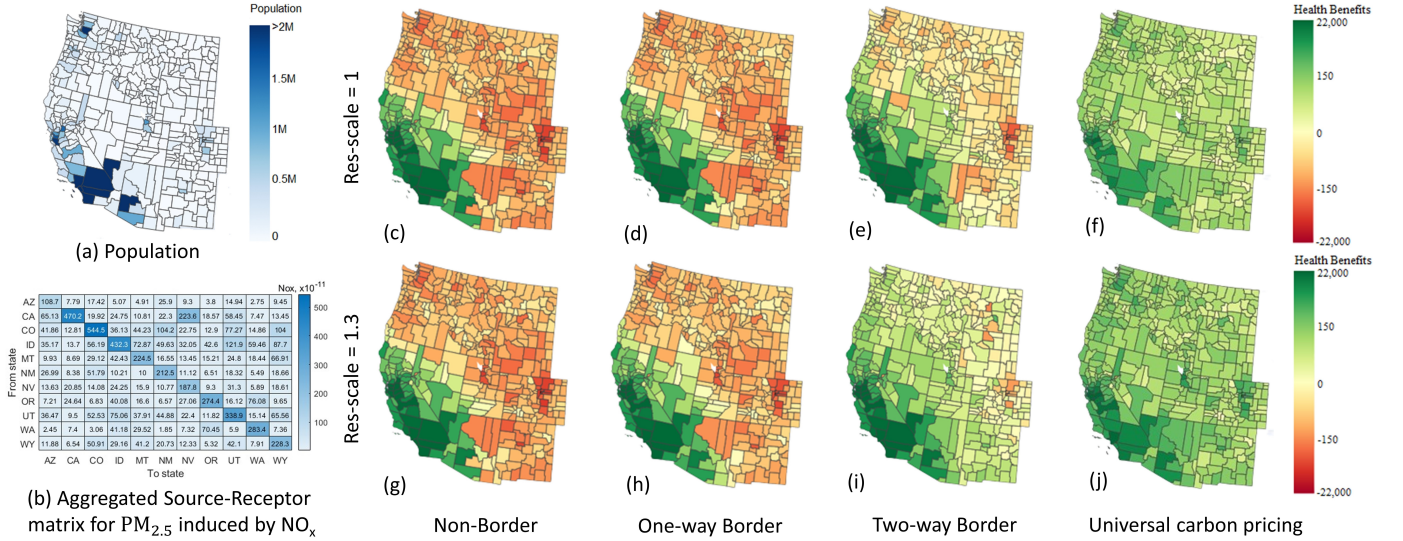 Population
>2M
1.5M
1M
0.5M
0
(a) Population
Nox, x10⁻¹¹
AZ 108.7 7.79 17.42 5.07 4.91 25.9 9.3 3.8 14.94 2.75 9.45
CA 65.13 470.2 19.92 24.75 10.81 22.3 223.6 18.57 58.45 7.47 13.45
CO 41.86 12.81 544.5 36.13 44.23 104.2 22.75 12.9 77.27 14.86 104
ID 35.17 13.7 56.19 432.3 72.87 49.63 32.05 42.6 121.9 59.46 87.7
MT 9.93 8.69 29.12 42.43 224.5 16.55 13.45 15.21 24.8 18.44 66.91
NM 26.99 8.38 51.79 10.21 10 212.5 11.12 6.51 18.32 5.49 18.66
NV 13.63 20.85 14.08 24.25 15.9 10.77 187.8 9.3 31.3 5.89 18.61
OR 7.21 24.64 6.83 40.08 16.6 6.57 27.06 274.4 16.12 76.08 9.65
UT 36.47 9.5 52.53 75.06 37.91 44.88 22.4 11.82 338.9 15.14 65.56
WA 2.45 7.4 3.06 41.18 29.52 1.85 7.32 70.45 5.9 283.4 7.36
WY 11.88 6.54 50.91 29.16 41.2 20.73 12.33 5.32 42.1 7.91 228.3
AZ CA CO ID MT NM NV OR UT WA WY
From state
To state
500
400
300
200
100
(b) Aggregated Source-Receptor
matrix for PM₂.₅ induced by NOₓ
Res-scale = 1
(c)
(d)
(e)
(f)
Health Benefits
22,000
150
0
-150
-22,000
Res-scale = 1.3
(g)
(h)
(i)
(j)
Health Benefits
22,000
150
0
-150
-22,000
Non-Border
One-way Border
Two-way Border
Universal carbon pricing